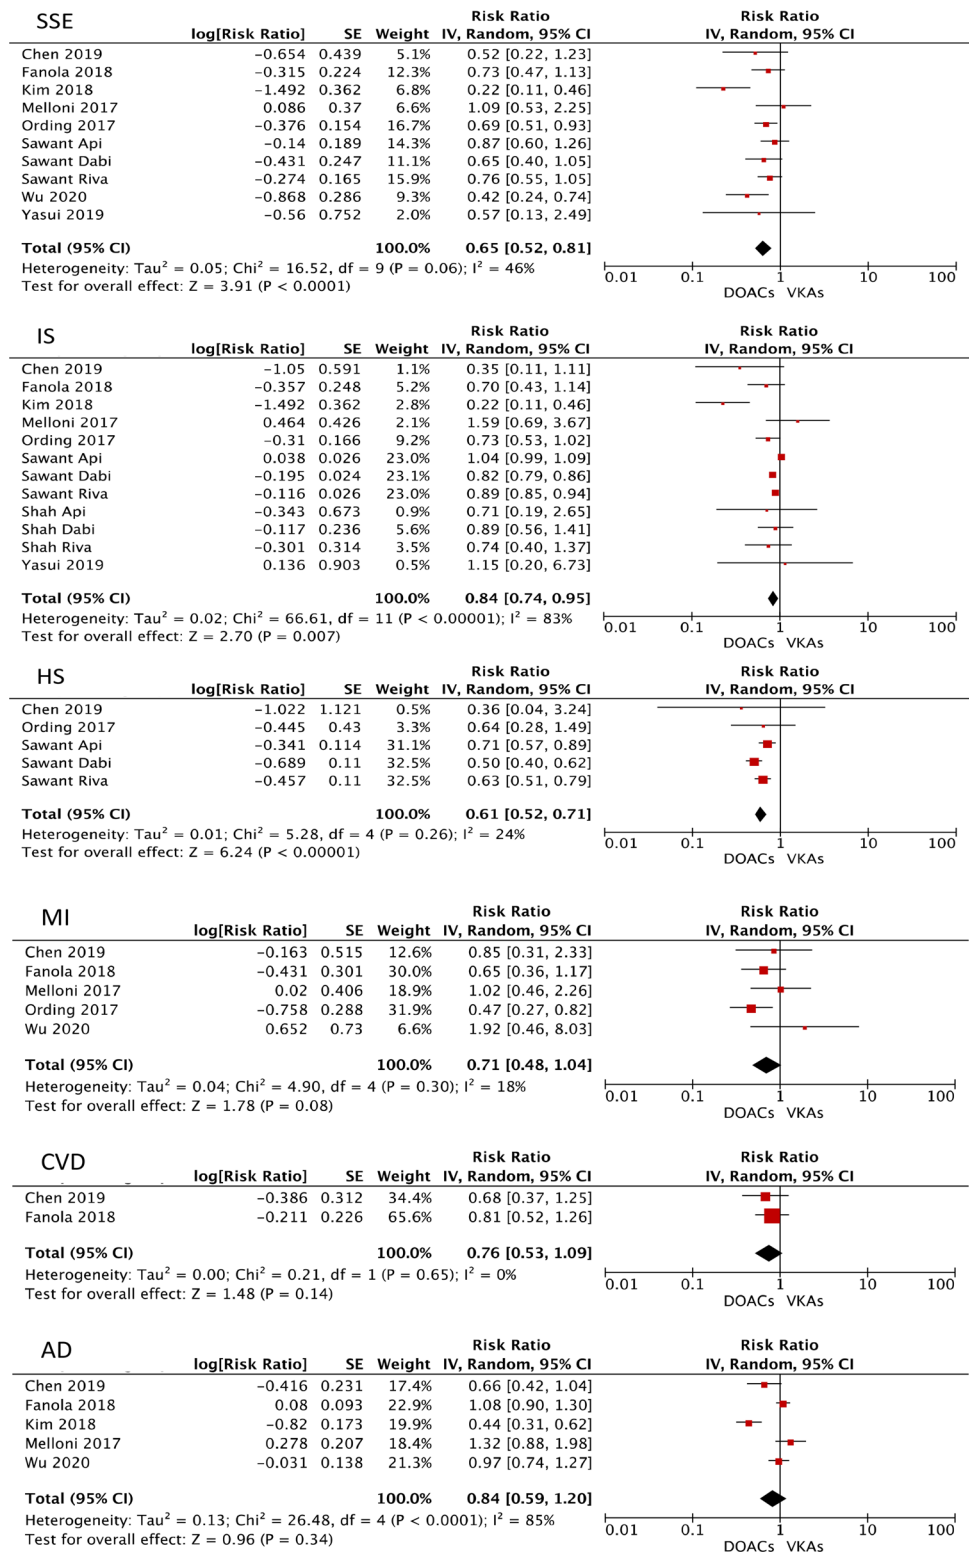 SSE
Risk Ratio Risk Ratio
log[Risk Ratio] SE Weight IV, Random, 95% CI IV, Random, 95% CI
Chen 2019 -0.654 0.439 5.1% 0.52 [0.22, 1.23]
Fanola 2018 -0.315 0.224 12.3% 0.73 [0.47, 1.13]
Kim 2018 -1.492 0.362 6.8% 0.22 [0.11, 0.46]
Melloni 2017 0.086 0.37 6.6% 1.09 [0.53, 2.25]
Ording 2017 -0.376 0.154 16.7% 0.69 [0.51, 0.93]
Sawant Api -0.14 0.189 14.3% 0.87 [0.60, 1.26]
Sawant Dabi -0.431 0.247 11.1% 0.65 [0.40, 1.05]
Sawant Riva -0.274 0.165 15.9% 0.76 [0.55, 1.05]
Wu 2020 -0.868 0.286 9.3% 0.42 [0.24, 0.74]
Yasui 2019 -0.56 0.752 2.0% 0.57 [0.13, 2.49]
Total (95% CI) 100.0% 0.65 [0.52, 0.81]
Heterogeneity: Tau² = 0.05; Chi² = 16.52, df = 9 (P = 0.06); I² = 46%
Test for overall effect: Z = 3.91 (P < 0.0001)
0.01 0.1 1 10 100
DOACs VKAs
IS
Risk Ratio Risk Ratio
log[Risk Ratio] SE Weight IV, Random, 95% CI IV, Random, 95% CI
Chen 2019 -1.05 0.591 1.1% 0.35 [0.11, 1.11]
Fanola 2018 -0.357 0.248 5.2% 0.70 [0.43, 1.14]
Kim 2018 -1.492 0.362 2.8% 0.22 [0.11, 0.46]
Melloni 2017 0.464 0.426 2.1% 1.59 [0.69, 3.67]
Ording 2017 -0.31 0.166 9.2% 0.73 [0.53, 1.02]
Sawant Api 0.038 0.026 23.0% 1.04 [0.99, 1.09]
Sawant Dabi -0.195 0.024 23.1% 0.82 [0.79, 0.86]
Sawant Riva -0.116 0.026 23.0% 0.89 [0.85, 0.94]
Shah Api -0.343 0.673 0.9% 0.71 [0.19, 2.65]
Shah Dabi -0.117 0.236 5.6% 0.89 [0.56, 1.41]
Shah Riva -0.301 0.314 3.5% 0.74 [0.40, 1.37]
Yasui 2019 0.136 0.903 0.5% 1.15 [0.20, 6.73]
Total (95% CI) 100.0% 0.84 [0.74, 0.95]
Heterogeneity: Tau² = 0.02; Chi² = 66.61, df = 11 (P < 0.00001); I² = 83%
Test for overall effect: Z = 2.70 (P = 0.007)
0.01 0.1 1 10 100
DOACs VKAs
HS
Risk Ratio Risk Ratio
log[Risk Ratio] SE Weight IV, Random, 95% CI IV, Random, 95% CI
Chen 2019 -1.022 1.121 0.5% 0.36 [0.04, 3.24]
Ording 2017 -0.445 0.43 3.3% 0.64 [0.28, 1.49]
Sawant Api -0.341 0.114 31.1% 0.71 [0.57, 0.89]
Sawant Dabi -0.689 0.11 32.5% 0.50 [0.40, 0.62]
Sawant Riva -0.457 0.11 32.5% 0.63 [0.51, 0.79]
Total (95% CI) 100.0% 0.61 [0.52, 0.71]
Heterogeneity: Tau² = 0.01; Chi² = 5.28, df = 4 (P = 0.26); I² = 24%
Test for overall effect: Z = 6.24 (P < 0.00001)
0.01 0.1 1 10 100
DOACs VKAs
MI
Risk Ratio Risk Ratio
log[Risk Ratio] SE Weight IV, Random, 95% CI IV, Random, 95% CI
Chen 2019 -0.163 0.515 12.6% 0.85 [0.31, 2.33]
Fanola 2018 -0.431 0.301 30.0% 0.65 [0.36, 1.17]
Melloni 2017 0.02 0.406 18.9% 1.02 [0.46, 2.26]
Ording 2017 -0.758 0.288 31.9% 0.47 [0.27, 0.82]
Wu 2020 0.652 0.73 6.6% 1.92 [0.46, 8.03]
Total (95% CI) 100.0% 0.71 [0.48, 1.04]
Heterogeneity: Tau² = 0.04; Chi² = 4.90, df = 4 (P = 0.30); I² = 18%
Test for overall effect: Z = 1.78 (P = 0.08)
0.01 0.1 1 10 100
DOACs VKAs
CVD
Risk Ratio Risk Ratio
log[Risk Ratio] SE Weight IV, Random, 95% CI IV, Random, 95% CI
Chen 2019 -0.386 0.312 34.4% 0.68 [0.37, 1.25]
Fanola 2018 -0.211 0.226 65.6% 0.81 [0.52, 1.26]
Total (95% CI) 100.0% 0.76 [0.53, 1.09]
Heterogeneity: Tau² = 0.00; Chi² = 0.21, df = 1 (P = 0.65); I² = 0%
Test for overall effect: Z = 1.48 (P = 0.14)
0.01 0.1 1 10 100
DOACs VKAs
AD
Risk Ratio Risk Ratio
log[Risk Ratio] SE Weight IV, Random, 95% CI IV, Random, 95% CI
Chen 2019 -0.416 0.231 17.4% 0.66 [0.42, 1.04]
Fanola 2018 0.08 0.093 22.9% 1.08 [0.90, 1.30]
Kim 2018 -0.82 0.173 19.9% 0.44 [0.31, 0.62]
Melloni 2017 0.278 0.207 18.4% 1.32 [0.88, 1.98]
Wu 2020 -0.031 0.138 21.3% 0.97 [0.74, 1.27]
Total (95% CI) 100.0% 0.84 [0.59, 1.20]
Heterogeneity: Tau² = 0.13; Chi² = 26.48, df = 4 (P < 0.0001); I² = 85%
Test for overall effect: Z = 0.96 (P = 0.34)
0.01 0.1 1 10 100
DOACs VKAs